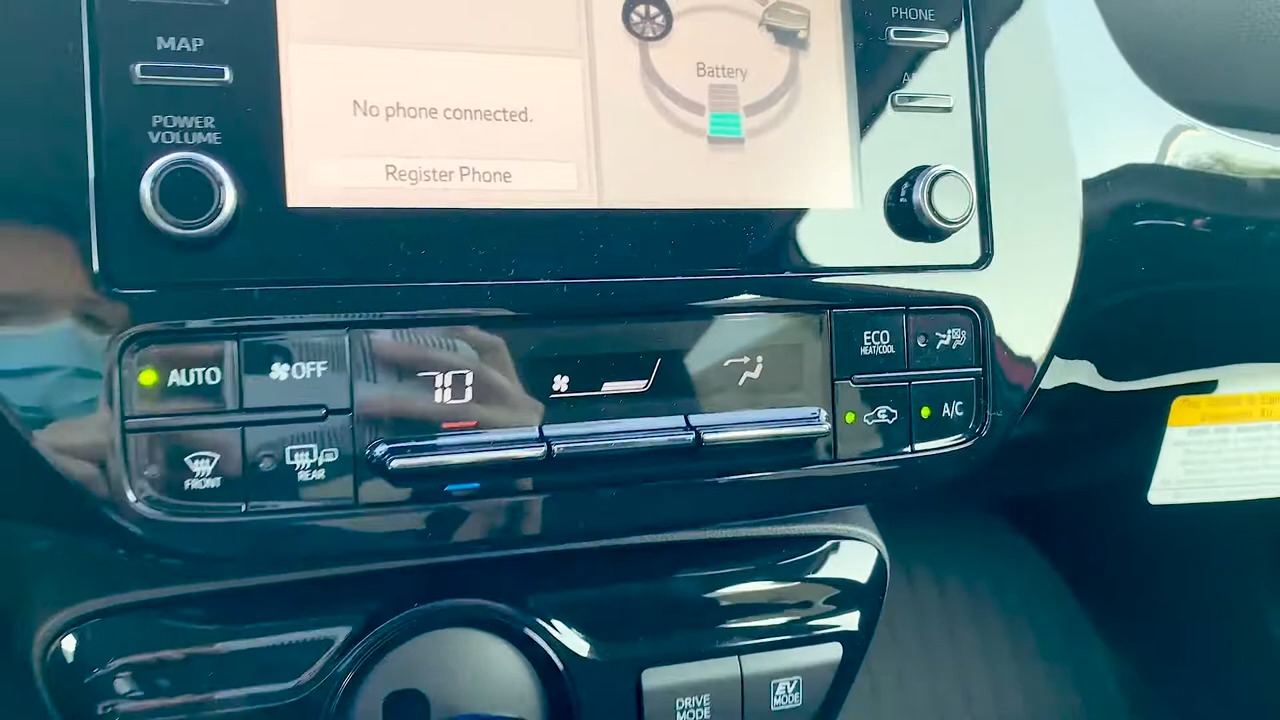 MAP
POWER
VOLUME
No phone connected.
Register Phone
Battery
PHONE
AUTO
OFF
FRONT
REAR
70
ECO
HEAT/COOL
A/C
DRIVE
MODE
EV
MODE